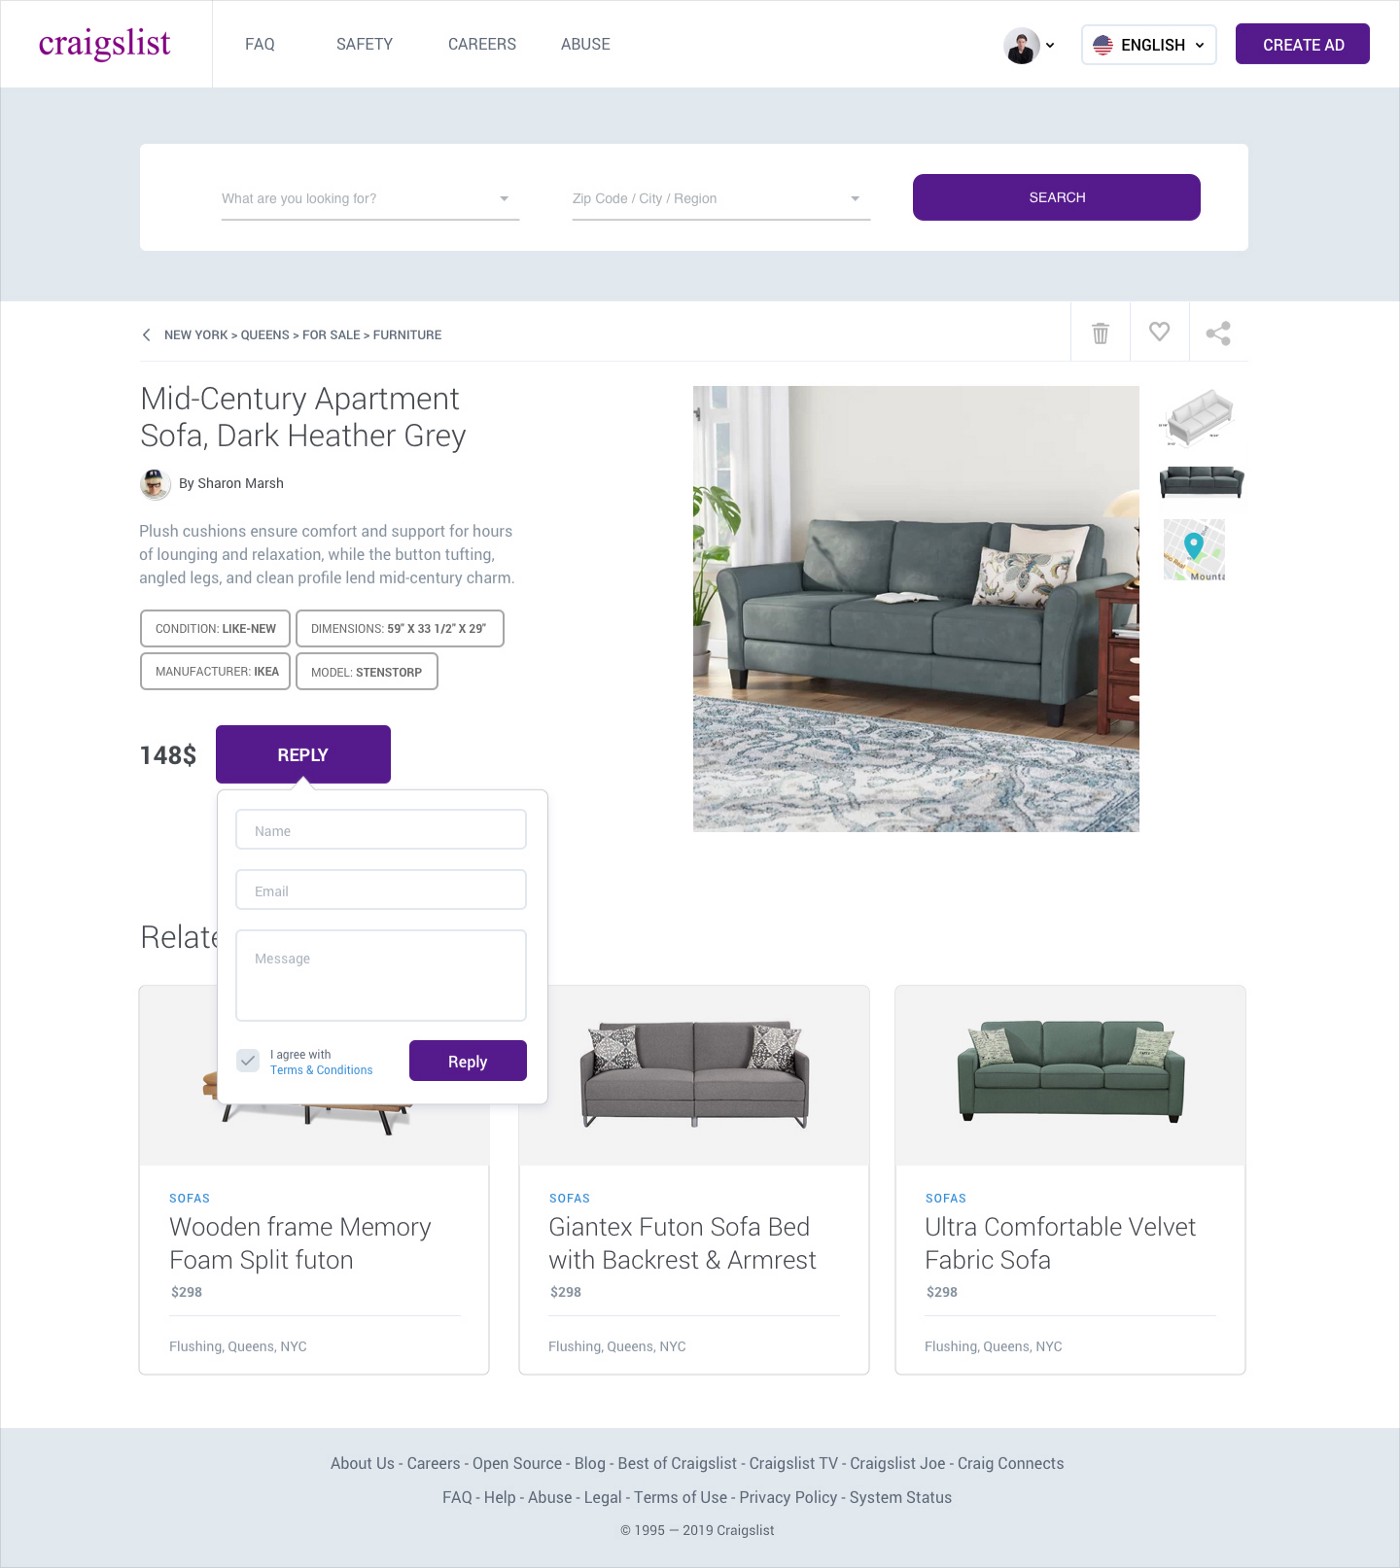 craigslist
FAQ
SAFETY
CAREERS
ABUSE
ENGLISH
CREATE AD
What are you looking for?
Zip Code / City / Region
SEARCH
NEW YORK > QUEENS > FOR SALE > FURNITURE
Mid-Century Apartment
Sofa, Dark Heather Grey
By Sharon Marsh
Plush cushions ensure comfort and support for hours
of lounging and relaxation, while the button tufting,
angled legs, and clean profile lend mid-century charm.
CONDITION: LIKE-NEW
DIMENSIONS: 59" X 33 1/2" X 29"
MANUFACTURER: IKEA
MODEL: STENSTORP
148$
REPLY
Mounta
Name
Email
Message
I agree with
Terms & Conditions
Reply
Relate
SOFAS
Wooden frame Memory
Foam Split futon
$298
Flushing, Queens, NYC
SOFAS
Giantex Futon Sofa Bed
with Backrest & Armrest
$298
Flushing, Queens, NYC
SOFAS
Ultra Comfortable Velvet
Fabric Sofa
$298
Flushing, Queens, NYC
About Us - Careers - Open Source - Blog - Best of Craigslist - Craigslist TV - Craigslist Joe - Craig Connects
FAQ - Help - Abuse - Legal - Terms of Use - Privacy Policy - System Status
© 1995 — 2019 Craigslist